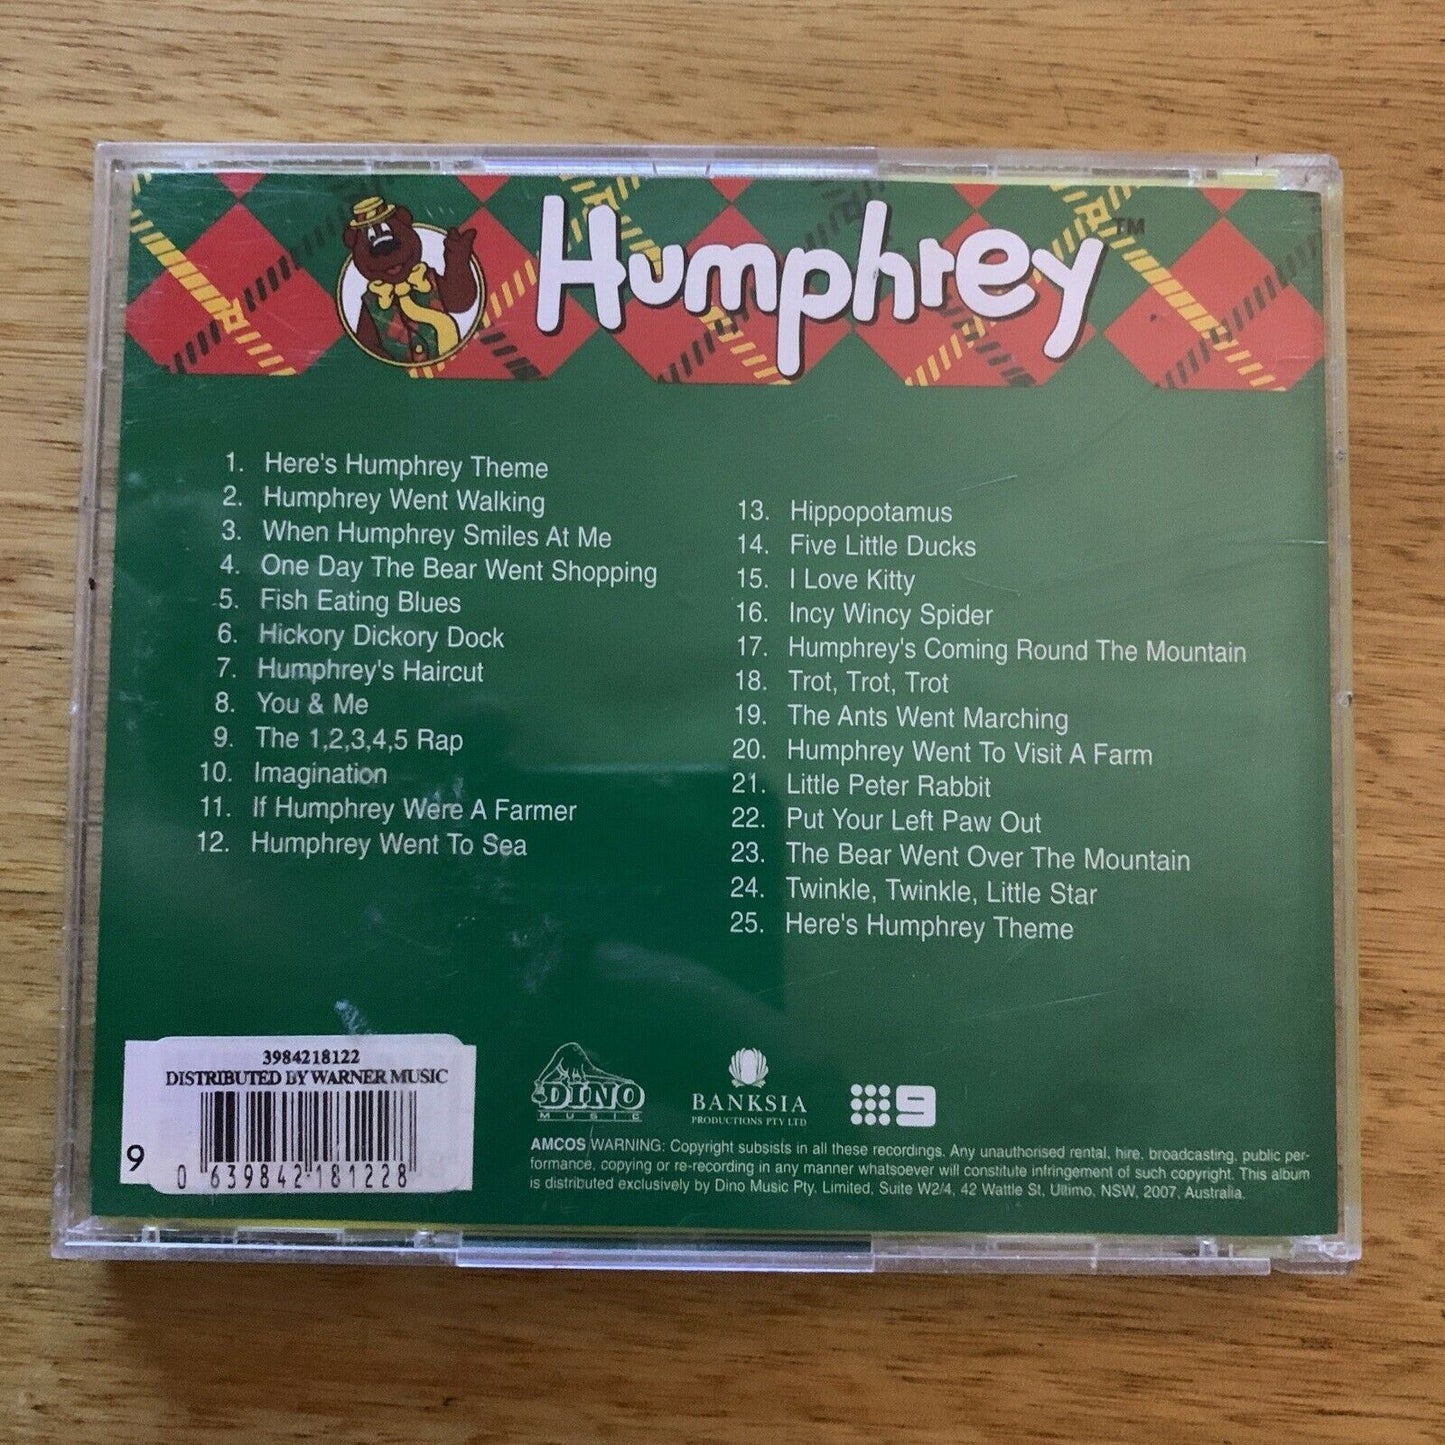 Humphrey™
1. Here's Humphrey Theme
2. Humphrey Went Walking
3. When Humphrey Smiles At Me
4. One Day The Bear Went Shopping
5. Fish Eating Blues
6. Hickory Dickory Dock
7. Humphrey's Haircut
8. You & Me
9. The 1,2,3,4,5 Rap
10. Imagination
11. If Humphrey Were A Farmer
12. Humphrey Went To Sea
13. Hippopotamus
14. Five Little Ducks
15. I Love Kitty
16. Incy Wincy Spider
17. Humphrey's Coming Round The Mountain
18. Trot, Trot, Trot
19. The Ants Went Marching
20. Humphrey Went To Visit A Farm
21. Little Peter Rabbit
22. Put Your Left Paw Out
23. The Bear Went Over The Mountain
24. Twinkle, Twinkle, Little Star
25. Here's Humphrey Theme
3984218122
DISTRIBUTED BY WARNER MUSIC
9
0 639842 181228
DINO
MUSIC
BANKSIA
PRODUCTIONS PTY LTD
9
AMCOS WARNING: Copyright subsists in all these recordings. Any unauthorised rental, hire, broadcasting, public per-
formance, copying or re-recording in any manner whatsoever will constitute infringement of such copyright. This album
is distributed exclusively by Dino Music Pty. Limited, Suite W2/4, 42 Wattle St, Ultimo, NSW, 2007, Australia.